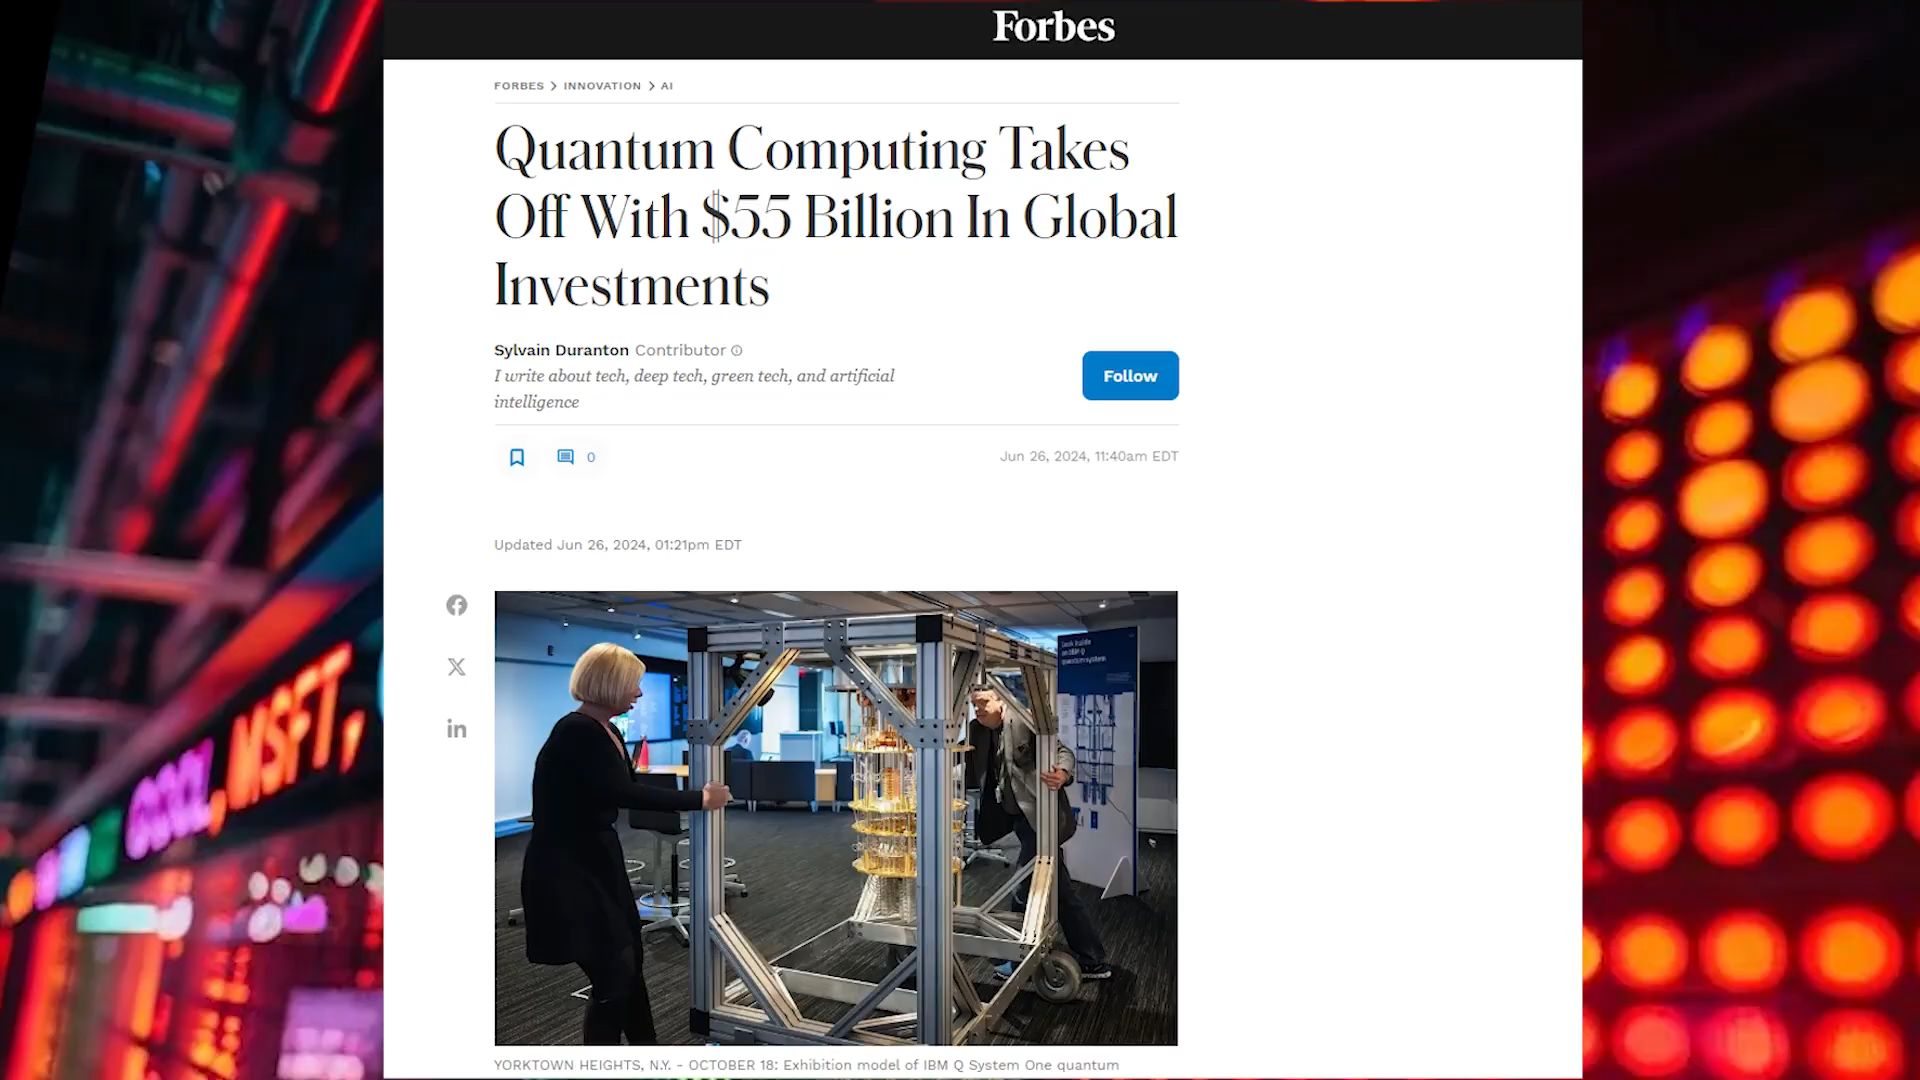 Forbes
FORBES > INNOVATION > AI
Quantum Computing Takes
Off With $55 Billion In Global
Investments
Sylvain Duranton Contributor
I write about tech, deep tech, green tech, and artificial
intelligence
Follow
0
Jun 26, 2024, 11:40am EDT
Updated Jun 26, 2024, 01:21pm EDT
MSFT,
YORKTOWN HEIGHTS, N.Y. - OCTOBER 18: Exhibition model of IBM Q System One quantum